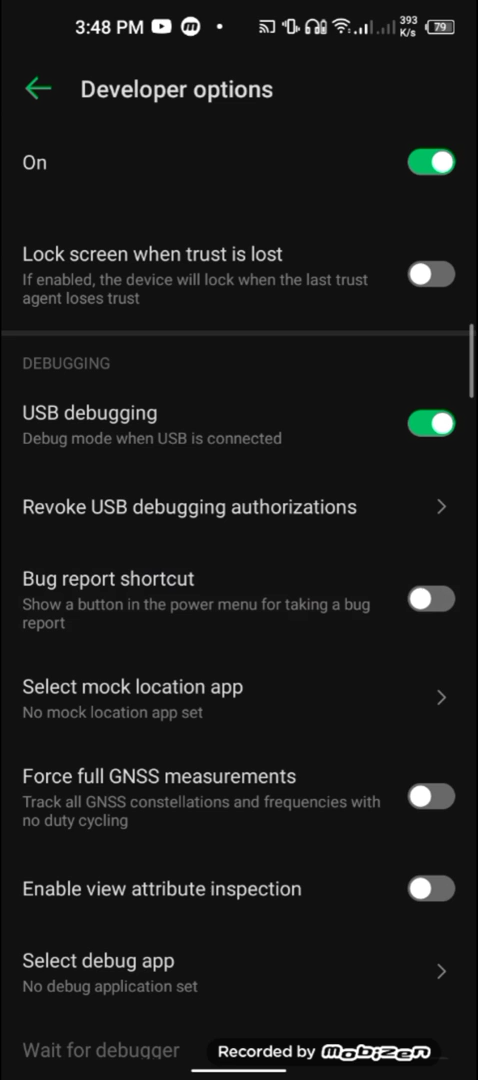 3:48 PM
393
K/s
79
Developer options
On
Lock screen when trust is lost
If enabled, the device will lock when the last trust
agent loses trust
DEBUGGING
USB debugging
Debug mode when USB is connected
Revoke USB debugging authorizations
Bug report shortcut
Show a button in the power menu for taking a bug
report
Select mock location app
No mock location app set
Force full GNSS measurements
Track all GNSS constellations and frequencies with
no duty cycling
Enable view attribute inspection
Select debug app
No debug application set
Wait for debugger
Recorded by mobizen